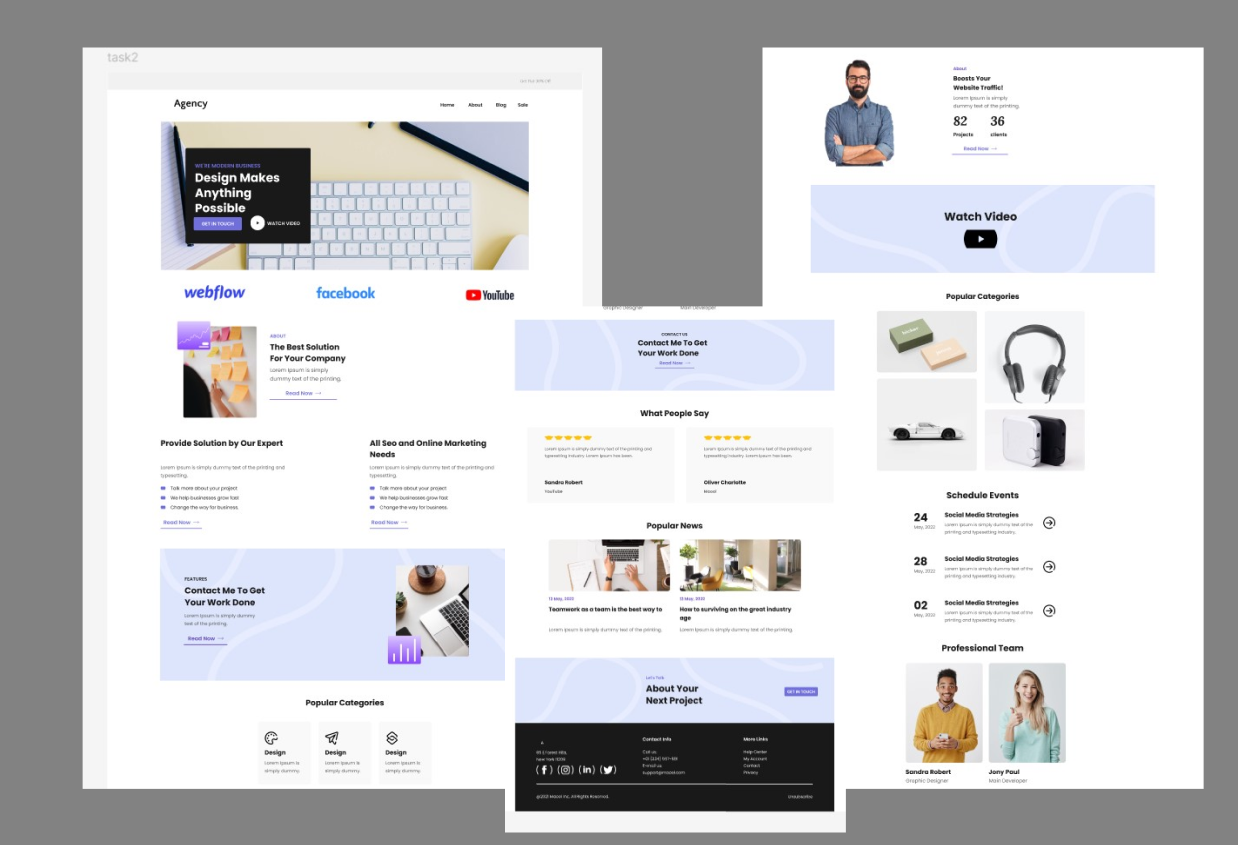 task2
Agency
Home About Blog Sale
WE'RE MODERN BUSINESS
Design Makes
Anything
Possible
GET IN TOUCH
WATCH VIDEO
webflow
facebook
YouTube
ABOUT
The Best Solution
For Your Company
Lorem Ipsum is simply
dummy text of the printing.
Read Now →
Provide Solution by Our Expert
Lorem Ipsum is simply dummy text of the printing and
typesetting.
Talk more about your project
We help businesses grow fast
Change the way for business.
Read Now →
All Seo and Online Marketing
Needs
Lorem Ipsum is simply dummy text of the printing and
typesetting.
Talk more about your project
We help businesses grow fast
Change the way for business.
Read Now →
FEATURES
Contact Me To Get
Your Work Done
Lorem Ipsum is simply dummy
text of the printing.
Read Now →
Popular Categories
Design
Lorem Ipsum is
simply dummy.
Design
Lorem Ipsum is
simply dummy.
Design
Lorem Ipsum is
simply dummy.
Graphic Designer
Main Developer
CONTACT US
Contact Me To Get
Your Work Done
Read Now →
What People Say
Lorem Ipsum is simply dummy text of the printing and
typesetting industry. Lorem Ipsum has been.
Sandra Robert
YouTube
Lorem Ipsum is simply dummy text of the printing and
typesetting industry. Lorem Ipsum has been.
Oliver Charlotte
Popular News
Teamwork as a team is the best way to
Lorem Ipsum is simply dummy text of the printing.
How to surviving on the great industry
age
Lorem Ipsum is simply dummy text of the printing.
Let's Talk
About Your
Next Project
GET IN TOUCH
A
New York
Contact Info
Call us:
E-mail us:
More Links
Help Center
My Account
Contact
Privacy
Inc. All Rights Reserved.
Unsubscribe
About
Boosts Your
Website Traffic!
Lorem Ipsum is simply
dummy text of the printing.
82 36
Projects clients
Read Now →
Watch Video
Popular Categories
Schedule Events
24
May, 2022
Social Media Strategies
Lorem Ipsum is simply dummy text of the
printing and typesetting industry.
28
May, 2022
Social Media Strategies
Lorem Ipsum is simply dummy text of the
printing and typesetting industry.
02
May, 2022
Social Media Strategies
Lorem Ipsum is simply dummy text of the
printing and typesetting industry.
Professional Team
Sandra Robert
Graphic Designer
Jony Paul
Main Developer